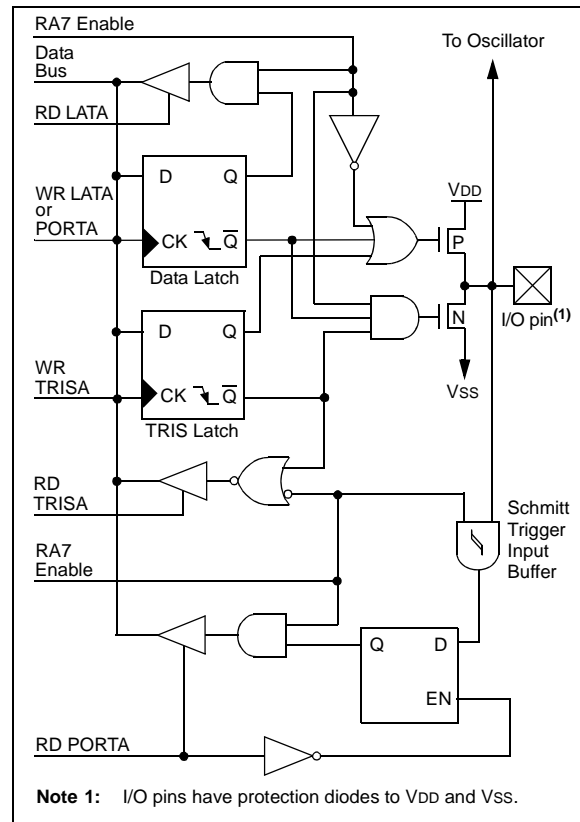 RA7 Enable
Data
Bus
To Oscillator
RD LATA
D Q
VDD
WR LATA
or
PORTA
CK Q
P
Data Latch
D Q
N
I/O pin(1)
WR
TRISA
CK Q
VSS
TRIS Latch
RD
TRISA
Schmitt
Trigger
Input
Buffer
RA7
Enable
Q D
EN
RD PORTA
Note 1: I/O pins have protection diodes to VDD and VSS.